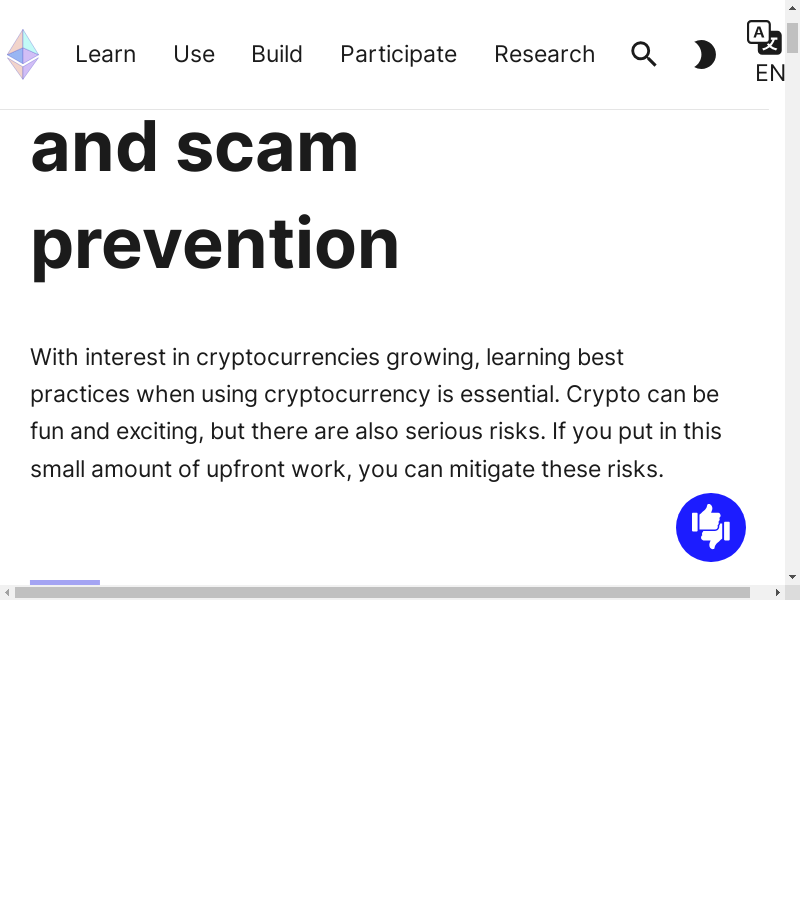 Learn Use Build Participate Research
A
文
EN
and scam
prevention
With interest in cryptocurrencies growing, learning best
practices when using cryptocurrency is essential. Crypto can be
fun and exciting, but there are also serious risks. If you put in this
small amount of upfront work, you can mitigate these risks.